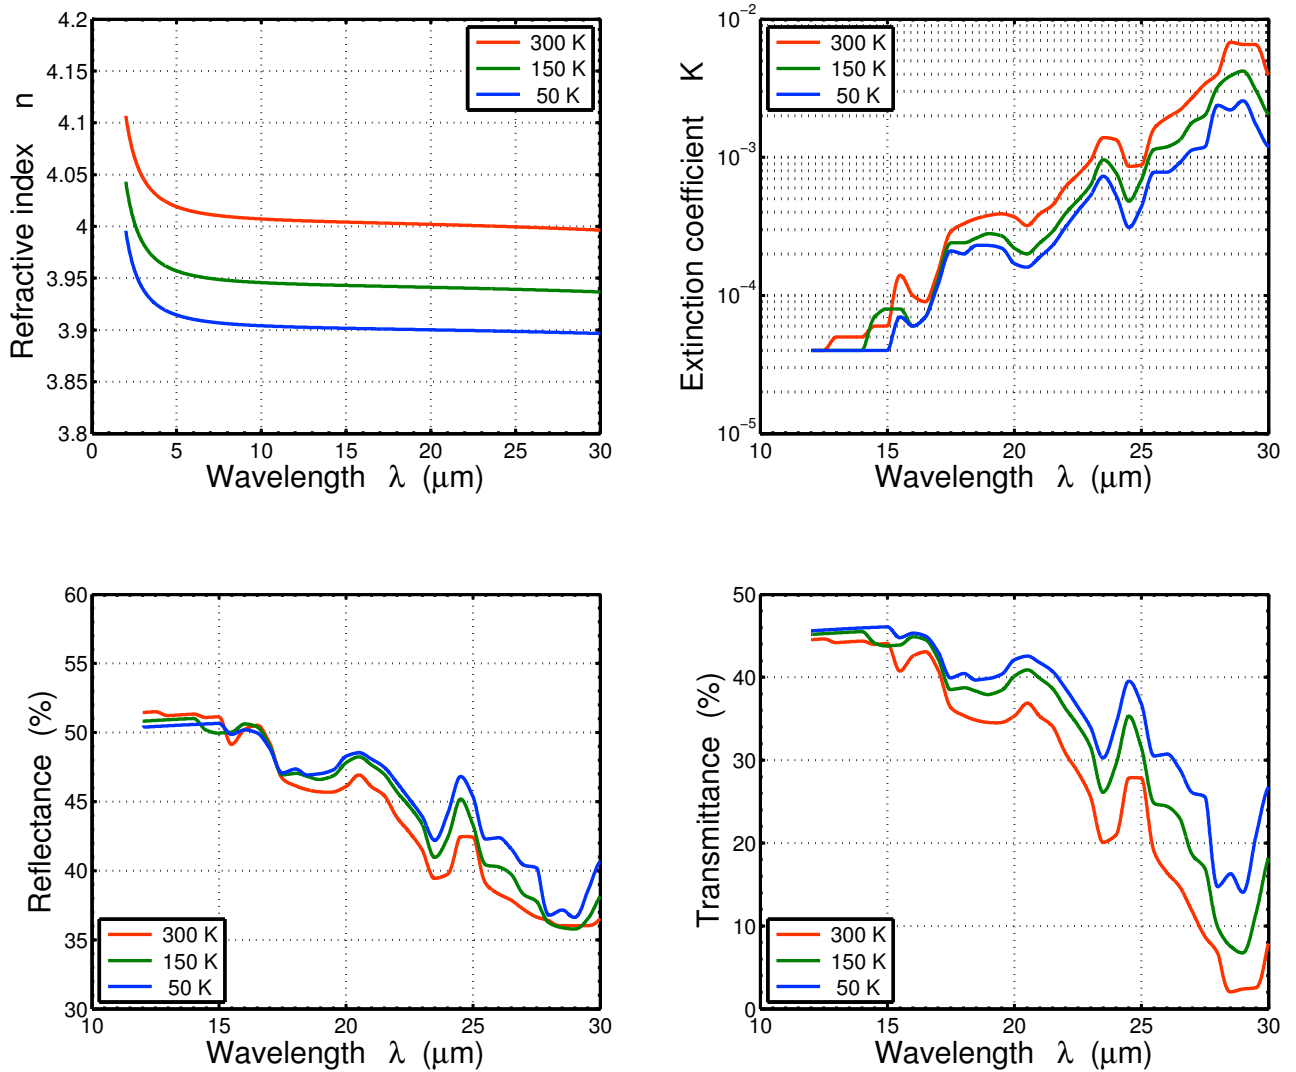 4.2
4.15
4.1
4.05
4
3.95
3.9
3.85
3.8
Refractive index n
0 5 10 15 20 25 30
Wavelength λ (μm)
300 K
150 K
50 K
10⁻²
10⁻³
10⁻⁴
10⁻⁵
Extinction coefficient K
10 15 20 25 30
Wavelength λ (μm)
300 K
150 K
50 K
60
55
50
45
40
35
30
Reflectance (%)
10 15 20 25 30
Wavelength λ (μm)
300 K
150 K
50 K
50
40
30
20
10
0
Transmittance (%)
10 15 20 25 30
Wavelength λ (μm)
300 K
150 K
50 K